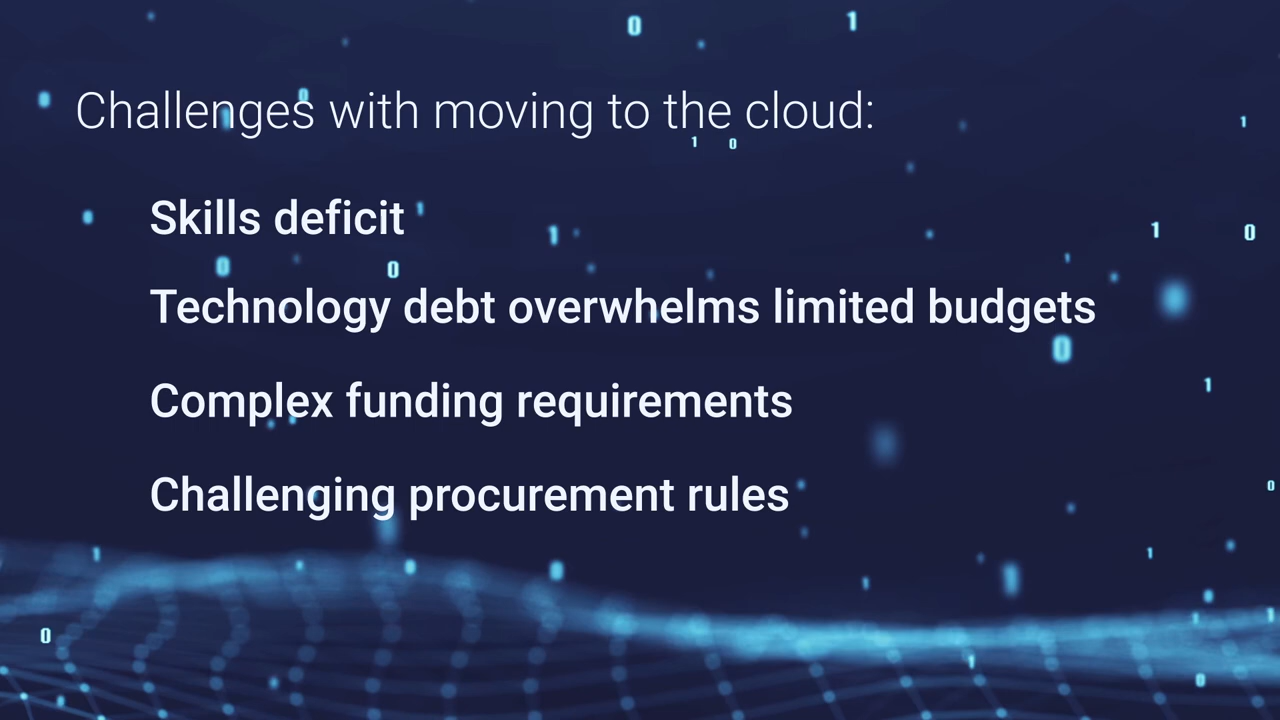 Challenges with moving to the cloud:
Skills deficit
Technology debt overwhelms limited budgets
Complex funding requirements
Challenging procurement rules